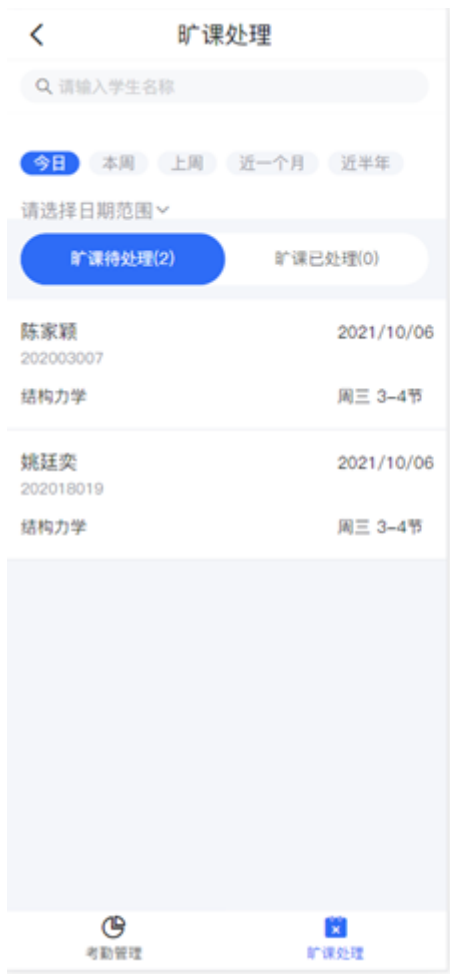 旷课处理
请输入学生名称
今日 本周 上周 近一个月 近半年
请选择日期范围
旷课待处理(2) 旷课已处理(0)
陈家颖 2021/10/06
202003007
结构力学 周三 3-4节
姚廷奕 2021/10/06
202018019
结构力学 周三 3-4节
考勤管理 旷课处理